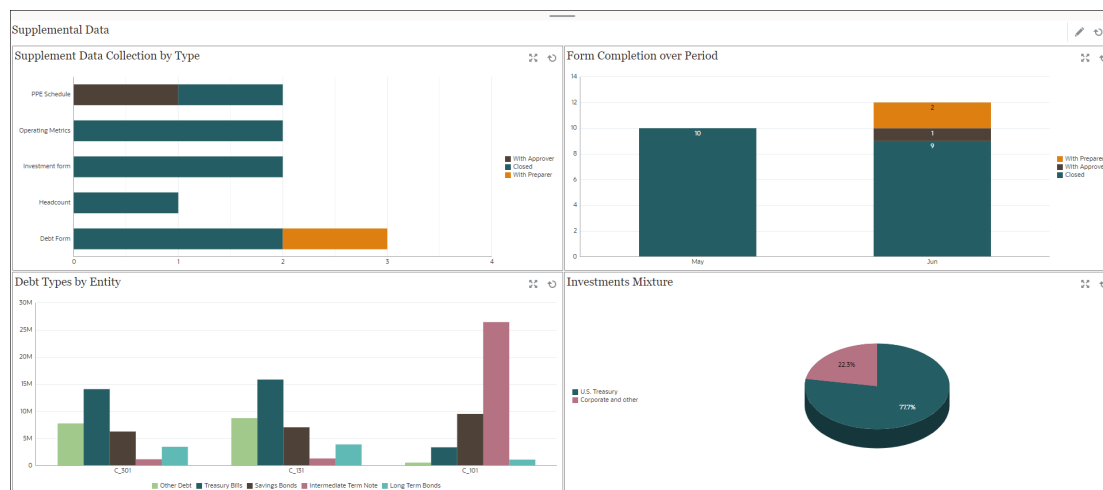 Supplemental Data
Supplement Data Collection by Type
PPE Schedule
Operating Metrics
Investment form
Headcount
Debt Form
0 1 2 3 4
With Approver
Closed
With Preparer
Form Completion over Period
14
12
10
8
6
4
2
0
10
2
1
9
May Jun
With Preparer
With Approve
Closed
Debt Types by Entity
30M
25M
20M
15M
10M
5M
0
C_301 C_131 C_101
Other Debt Treasury Bills Savings Bonds Intermediate Term Note Long Term Bonds
Investments Mixture
U.S. Treasury
Corporate and other
22.3%
77.7%